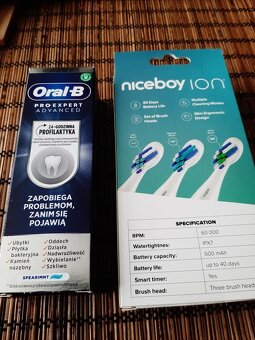 Oral-B
PRO-EXPERT
ADVANCED
24-GODZINNA
PROFILAKTYKA
ZAPOBIEGA
PROBLEMOM,
ZANIM SIĘ
POJAWIĄ
Ubytki
Płytka
bakteryjna
Kamień
nazębny
Oddech
Dziąsła
Nadwrażliwość
Wybielanie**
Szkliwo
SPEARMINT
niceboy ION
40 Days
Battery Life
Multiple
Cleaning Modes
Set of Brush
Heads
Slim Ergonomic
Design
SPECIFICATION
RPM: 60 000
Watertightness: IPX7
Battery capacity: 500 mAh
Battery life: up to 40 days
Smart timer: Yes
Brush head: Three brush head